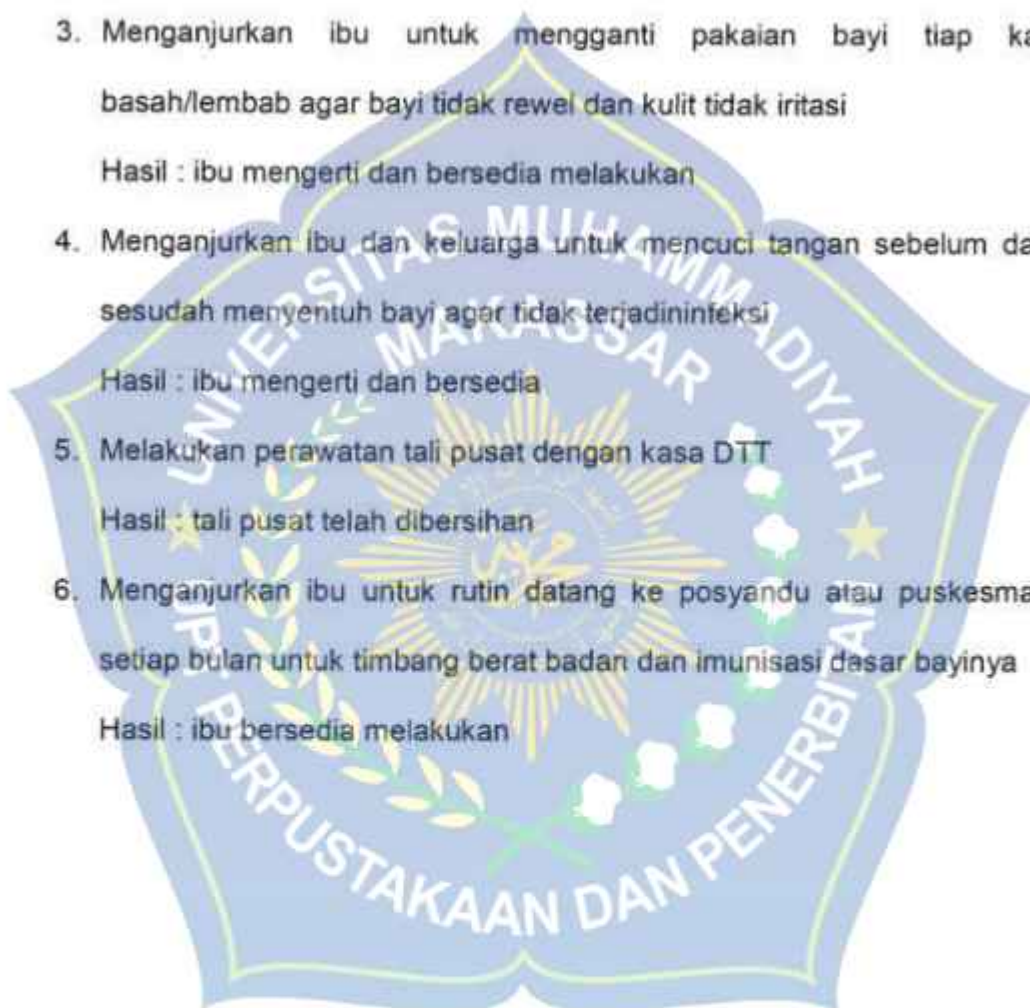 3. Menganjurkan ibu untuk mengganti pakaian bayi tiap ka
basah/lembab agar bayi tidak rewel dan kulit tidak iritasi
Hasil : ibu mengerti dan bersedia melakukan
4. Menganjurkan ibu dan keluarga untuk mencuci tangan sebelum da
sesudah menyentuh bayi agar tidak terjadininfeksi
Hasil : ibu mengerti dan bersedia
5. Melakukan perawatan tali pusat dengan kasa DTT
Hasil : tali pusat telah dibersihan
6. Menganjurkan ibu untuk rutin datang ke posyandu atau puskesma
setiap bulan untuk timbang berat badan dan imunisasi dasar bayinya
Hasil : ibu bersedia melakukan
UNIVERSITAS MUHAMMADIYAH
MAKASSAR
UPT PERPUSTAKAAN DAN PENERBITAN